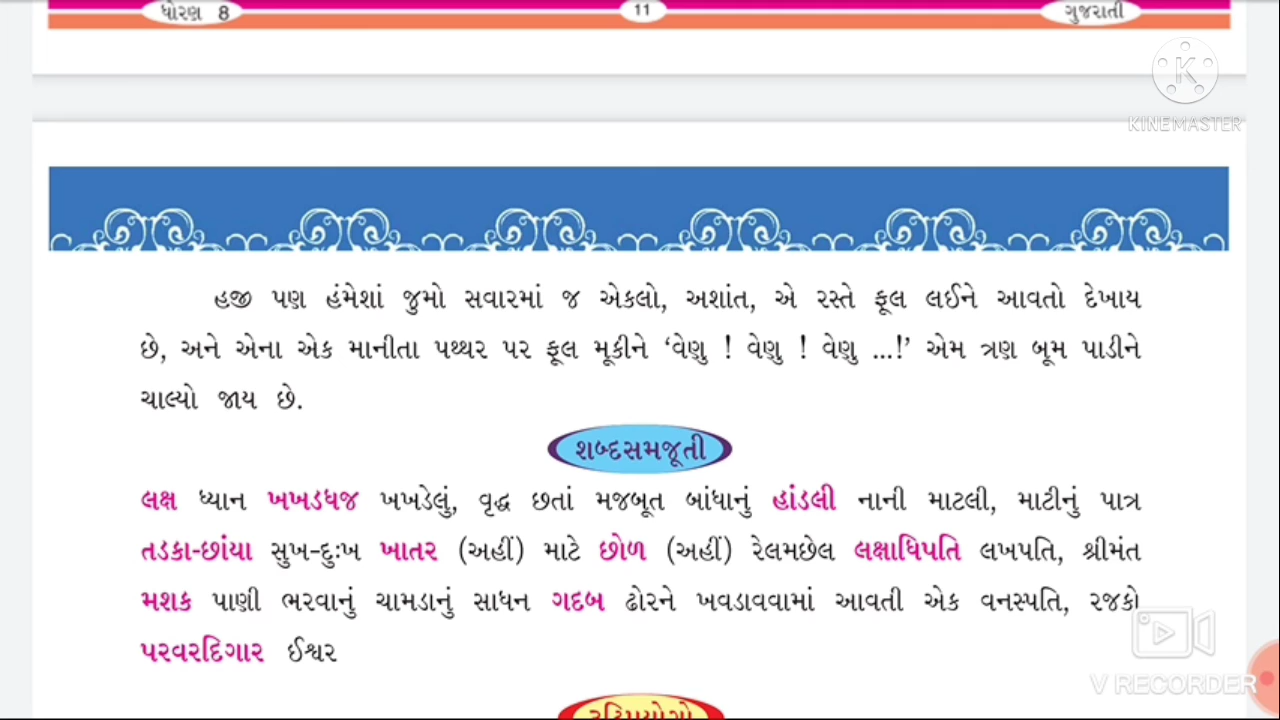 ધોરણ 8 11 ગુજરાતી
KINEMASTER
હજી પણ હંમેશાં જુમો સવારમાં જ એકલો, અશાંત, એ રસ્તે ફૂલ લઈને આવતો દેખાય
છે, અને એના એક માનીતા પથ્થર પર ફૂલ મૂકીને ‘વેણુ ! વેણુ ! વેણુ ...!’ એમ ત્રણ બૂમ પાડીને
ચાલ્યો જાય છે.
શબ્દસમજૂતી
લક્ષ ધ્યાન ખખડધજ ખખડેલું, વૃદ્ધ છતાં મજબૂત બાંધાનું હાંડલી નાની માટલી, માટીનું પાત્ર
તડકા-છાંયા સુખ-દુઃખ ખાતર (અહીં) માટે છોળ (અહીં) રેલમછેલ લક્ષાધિપતિ લખપતિ, શ્રીમંત
મશક પાણી ભરવાનું ચામડાનું સાધન ગદબ ઢોરને ખવડાવવામાં આવતી એક વનસ્પતિ, રજકો
પરવરદિગાર ઈશ્વર
V RECORDER